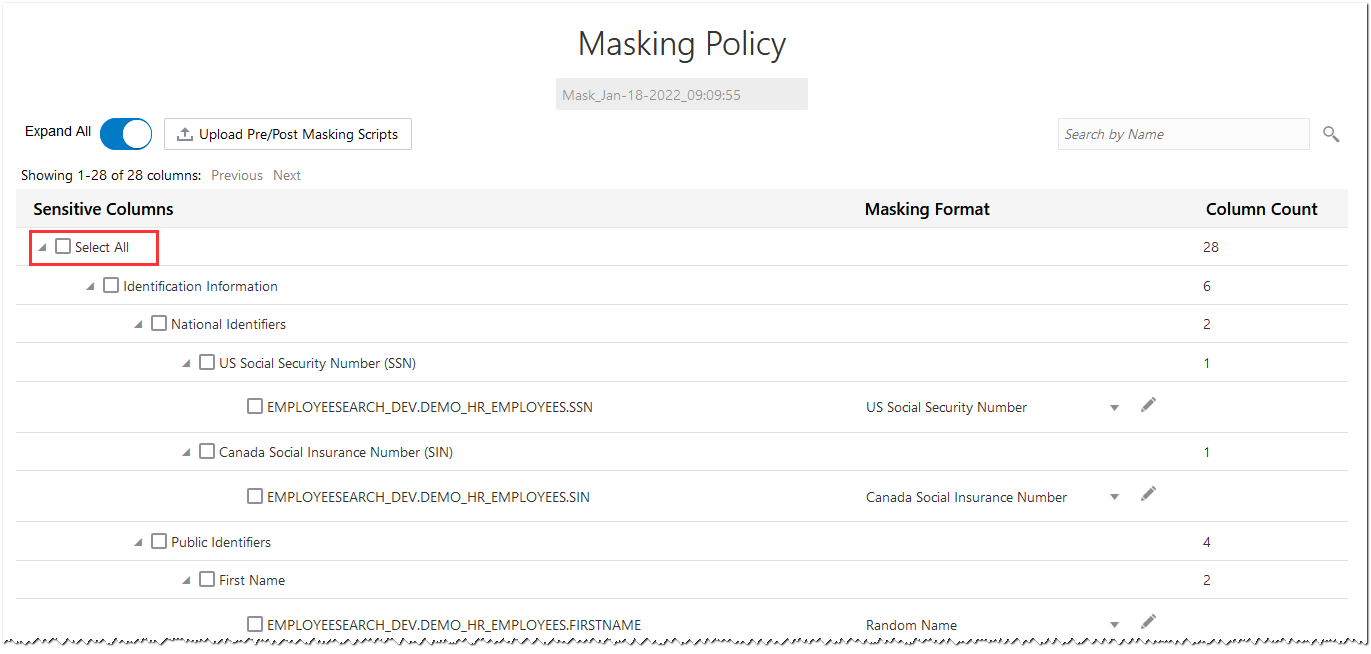 Masking Policy
Mask_Jan-18-2022_09:09:55
Expand All Upload Pre/Post Masking Scripts Search by Name
Showing 1-28 of 28 columns: Previous Next
Sensitive Columns Masking Format Column Count
Select All 28
Identification Information 6
National Identifiers 2
US Social Security Number (SSN) 1
EMPLOYEESEARCH_DEV.DEMO_HR_EMPLOYEES.SSN US Social Security Number
Canada Social Insurance Number (SIN) 1
EMPLOYEESEARCH_DEV.DEMO_HR_EMPLOYEES.SIN Canada Social Insurance Number
Public Identifiers 4
First Name 2
EMPLOYEESEARCH_DEV.DEMO_HR_EMPLOYEES.FIRSTNAME Random Name